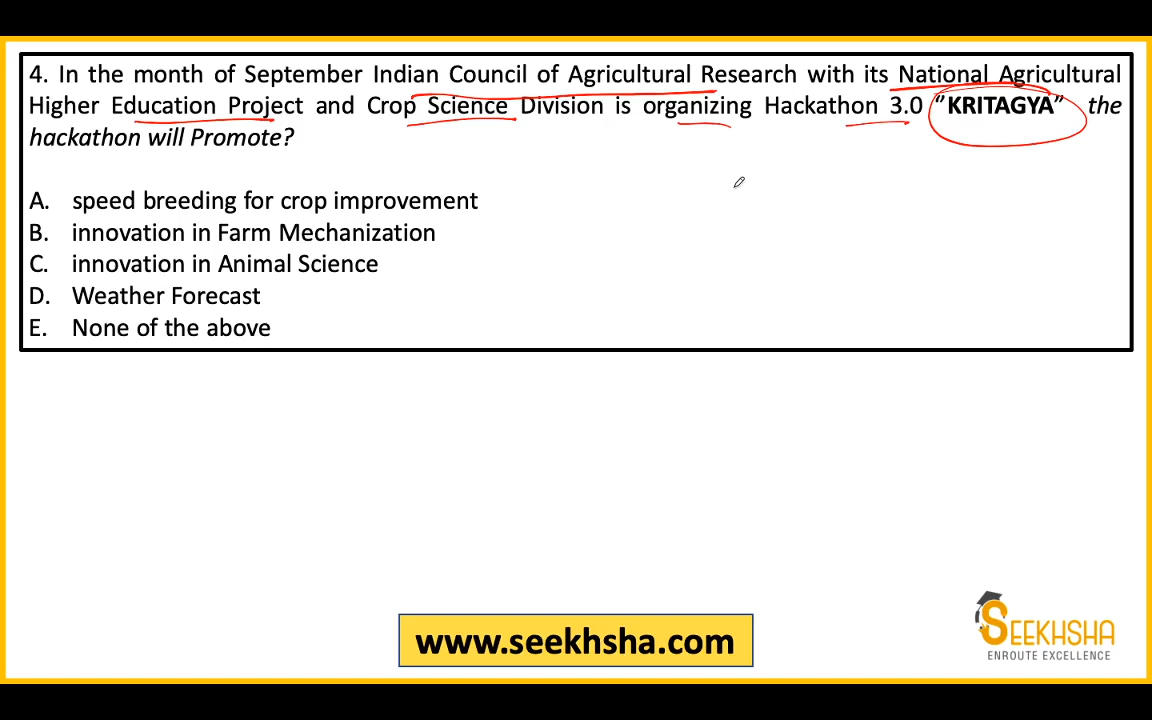 4. In the month of September Indian Council of Agricultural Research with its National Agricultural
Higher Education Project and Crop Science Division is organizing Hackathon 3.0 “KRITAGYA” the
hackathon will Promote?
A. speed breeding for crop improvement
B. innovation in Farm Mechanization
C. innovation in Animal Science
D. Weather Forecast
E. None of the above
www.seekhsha.com
SEEKHSHA
ENROUTE EXCELLENCE